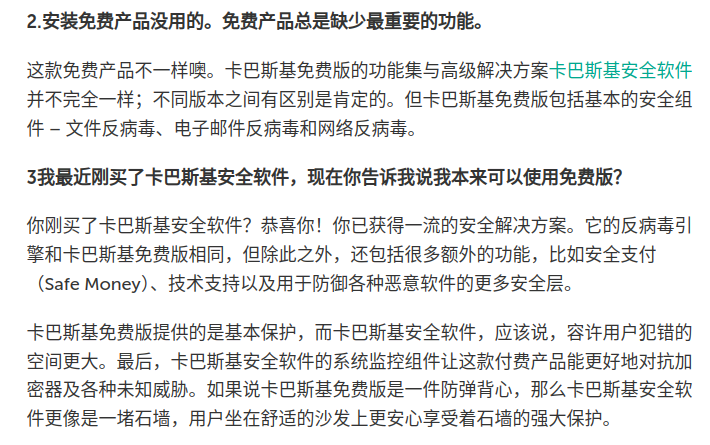 2.安装免费产品没用的。免费产品总是缺少最重要的功能。
这款免费产品不一样噢。卡巴斯基免费版的功能集与高级解决方案卡巴斯基安全软件
并不完全一样；不同版本之间有区别是肯定的。但卡巴斯基免费版包括基本的安全组
件 – 文件反病毒、电子邮件反病毒和网络反病毒。
3我最近刚买了卡巴斯基安全软件，现在你告诉我说我本来可以使用免费版？
你刚买了卡巴斯基安全软件？恭喜你！你已获得一流的安全解决方案。它的反病毒引
擎和卡巴斯基免费版相同，但除此之外，还包括很多额外的功能，比如安全支付
（Safe Money）、技术支持以及用于防御各种恶意软件的更多安全层。
卡巴斯基免费版提供的是基本保护，而卡巴斯基安全软件，应该说，容许用户犯错的
空间更大。最后，卡巴斯基安全软件的系统监控组件让这款付费产品能更好地对抗加
密器及各种未知威胁。如果说卡巴斯基免费版是一件防弹背心，那么卡巴斯基安全软
件更像是一堵石墙，用户坐在舒适的沙发上更安心享受着石墙的强大保护。